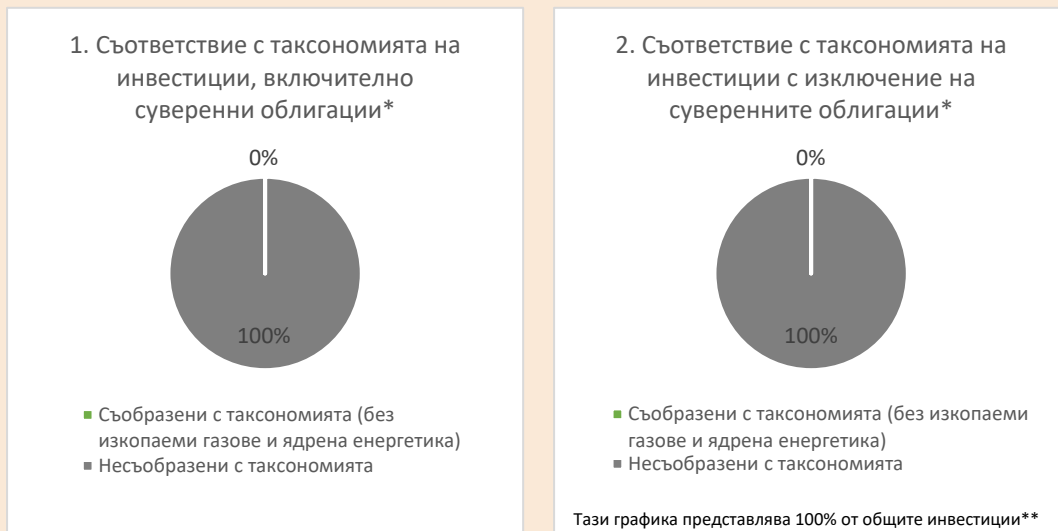 1. Съответствие с таксономията на
инвестиции, включително
суверенни облигации*
0%
100%
Съобразени с таксономията (без
изкопаеми газове и ядрена енергетика)
Несъобразени с таксономията
2. Съответствие с таксономията на
инвестиции с изключение на
суверенните облигации*
0%
100%
Съобразени с таксономията (без изкопаеми
газове и ядрена енергетика)
Несъобразени с таксономията
Тази графика представлява 100% от общите инвестиции**